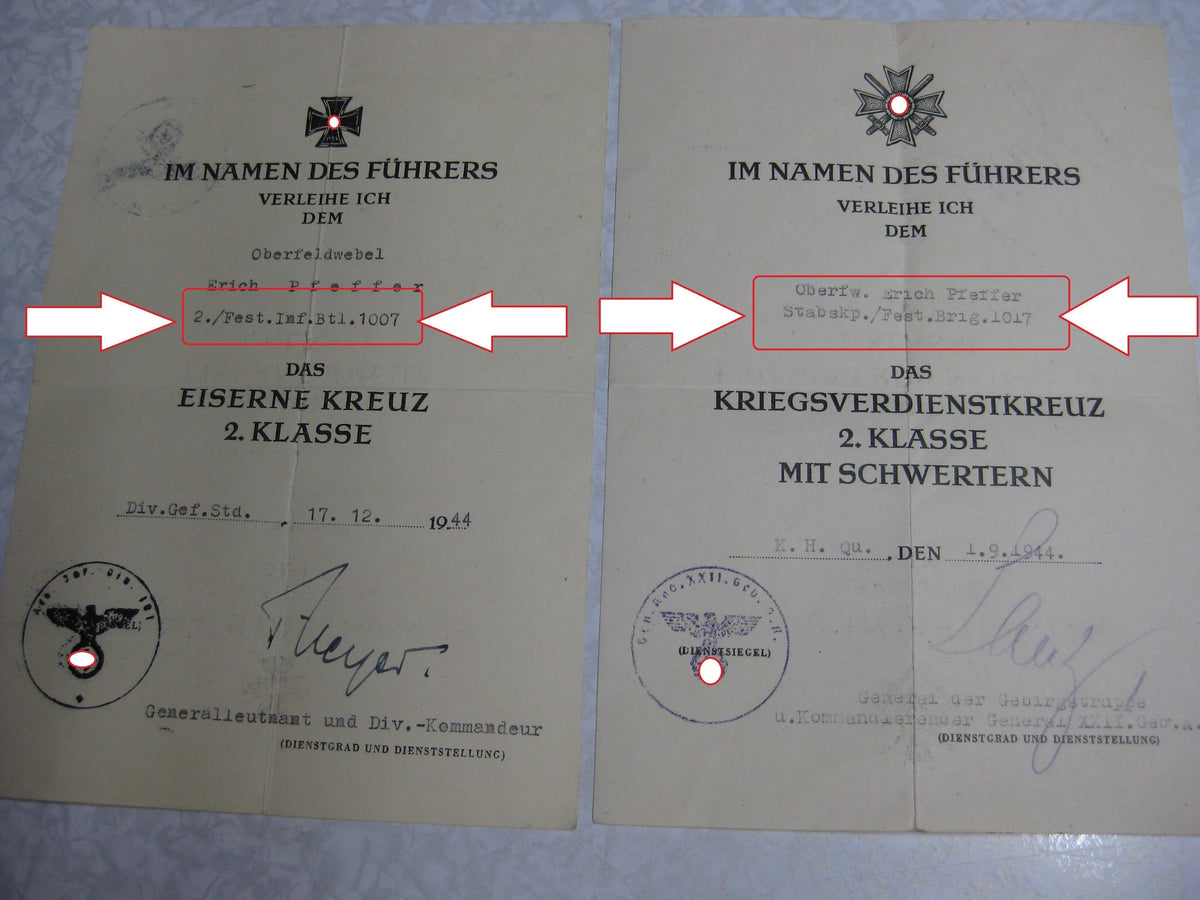 IM NAMEN DES FÜHRERS
VERLEIHE ICH
DEM
Oberfeldwebel
Erich Pfeffer
2./Fest.Inf.Btl.1007
DAS
EISERNE KREUZ
2. KLASSE
Div.Gef.Std. , 17. 12. 1944
Generalleutnant und Div.-Kommandeur
(DIENSTGRAD UND DIENSTSTELLUNG)
IM NAMEN DES FÜHRERS
VERLEIHE ICH
DEM
Oberfw. Erich Pfeffer
Stabskp./Fest.Brig.1017
DAS
KRIEGSVERDIENSTKREUZ
2. KLASSE
MIT SCHWERTERN
K. H. Qu. , DEN 1.9.1944.
(DIENSTSIEGEL)
General der Gebirgstruppe
u.Kommandierender General XXII.Geb.A.
(DIENSTGRAD UND DIENSTSTELLUNG)